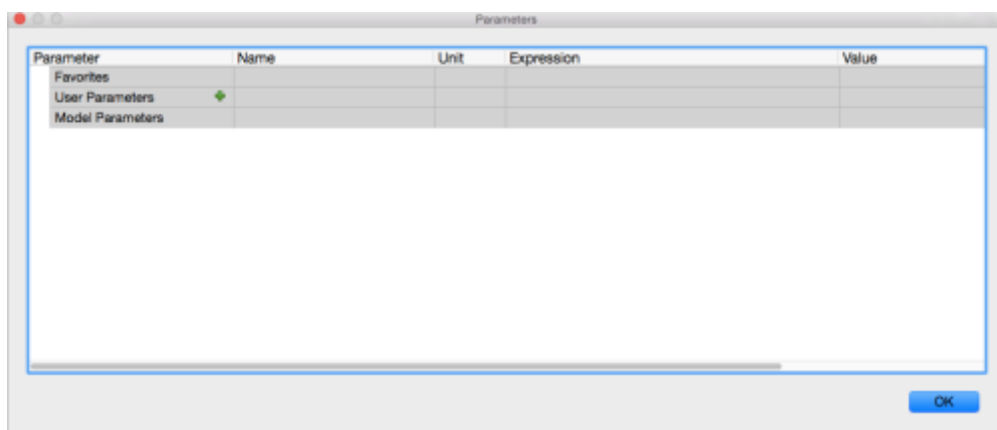 Parameters
Parameter Name Unit Expression Value
Favorites
User Parameters
Model Parameters
OK